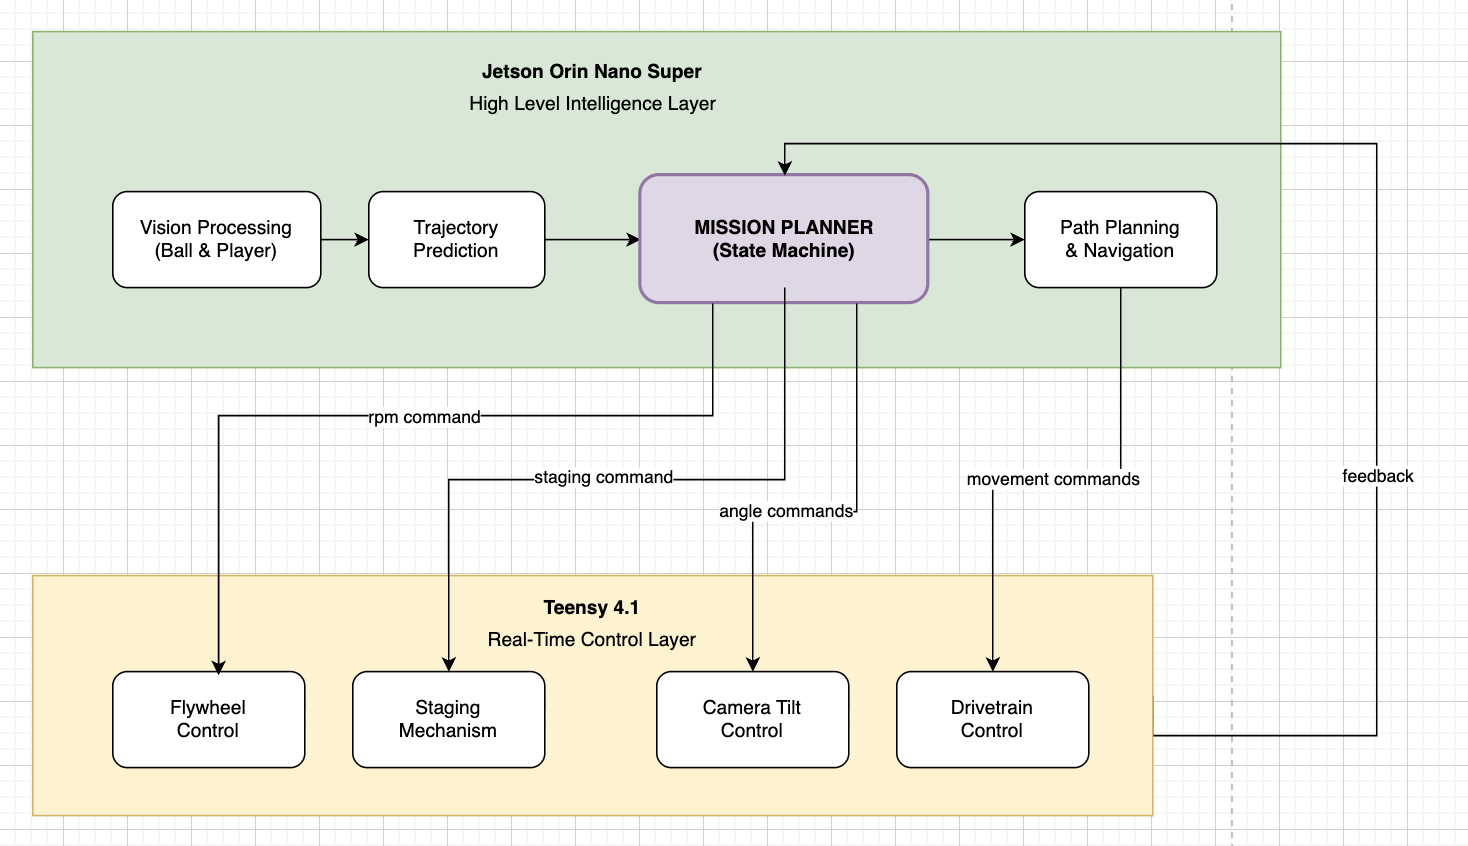 Jetson Orin Nano Super
High Level Intelligence Layer
Vision Processing
(Ball & Player)
Trajectory
Prediction
MISSION PLANNER
(State Machine)
Path Planning
& Navigation
rpm command
staging command
angle commands
movement commands
feedback
Teensy 4.1
Real-Time Control Layer
Flywheel
Control
Staging
Mechanism
Camera Tilt
Control
Drivetrain
Control